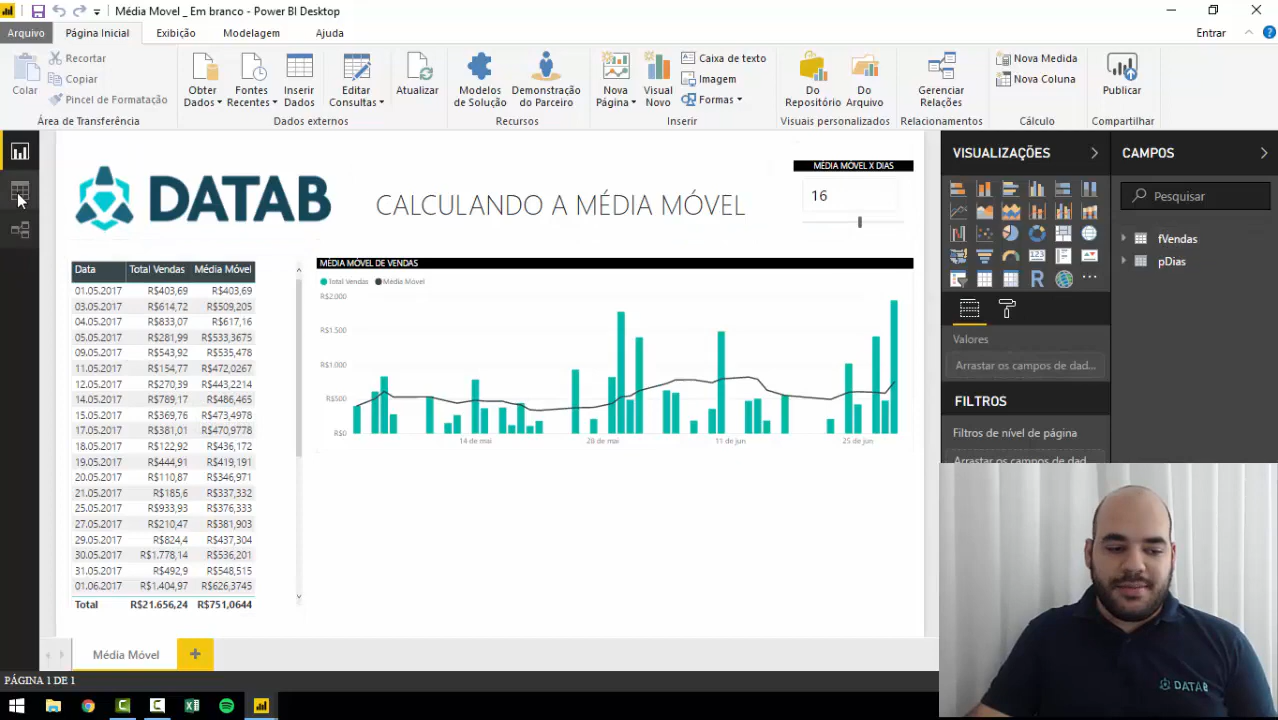 Média Movel _ Em branco - Power BI Desktop
Arquivo Página Inicial Exibição Modelagem Ajuda Entrar
Colar
Recortar
Copiar
Pincel de Formatação
Área de Transferência
Obter Dados
Fontes Recentes
Inserir Dados
Editar Consultas
Atualizar
Dados externos
Modelos de Solução
Demonstração do Parceiro
Recursos
Nova Página
Visual Novo
Caixa de texto
Imagem
Formas
Inserir
Do Repositório
Do Arquivo
Visuais personalizados
Gerenciar Relações
Relacionamentos
Nova Medida
Nova Coluna
Cálculo
Publicar
Compartilhar
DATAB
CALCULANDO A MÉDIA MÓVEL
MÉDIA MÓVEL X DIAS
16
Data Total Vendas Média Móvel
01.05.2017 R$403,69 R$403,69
03.05.2017 R$614,72 R$509,205
04.05.2017 R$833,07 R$617,16
05.05.2017 R$281,99 R$533,3675
09.05.2017 R$543,92 R$535,478
11.05.2017 R$154,77 R$472,0267
12.05.2017 R$270,39 R$443,2214
14.05.2017 R$789,17 R$486,465
15.05.2017 R$369,76 R$473,4978
17.05.2017 R$381,01 R$470,9778
18.05.2017 R$122,92 R$436,172
19.05.2017 R$444,91 R$419,191
20.05.2017 R$110,87 R$346,971
21.05.2017 R$185,6 R$337,332
25.05.2017 R$933,93 R$376,333
27.05.2017 R$210,47 R$381,903
29.05.2017 R$824,4 R$437,304
30.05.2017 R$1.778,14 R$536,201
31.05.2017 R$492,9 R$548,515
01.06.2017 R$1.404,97 R$626,3745
Total R$21.656,24 R$751,0644
MÉDIA MÓVEL DE VENDAS
Total Vendas Média Movel
R$2.000
R$1.500
R$1.000
R$500
R$0
14 de mai 28 de mai 11 de jun 25 de jun
VISUALIZAÇÕES
R
Valores
Arrastar os campos de dad...
FILTROS
Filtros de nível de página
Arrastar os campos de dad
CAMPOS
Pesquisar
fVendas
pDias
Média Móvel
PÁGINA 1 DE 1
DATAB